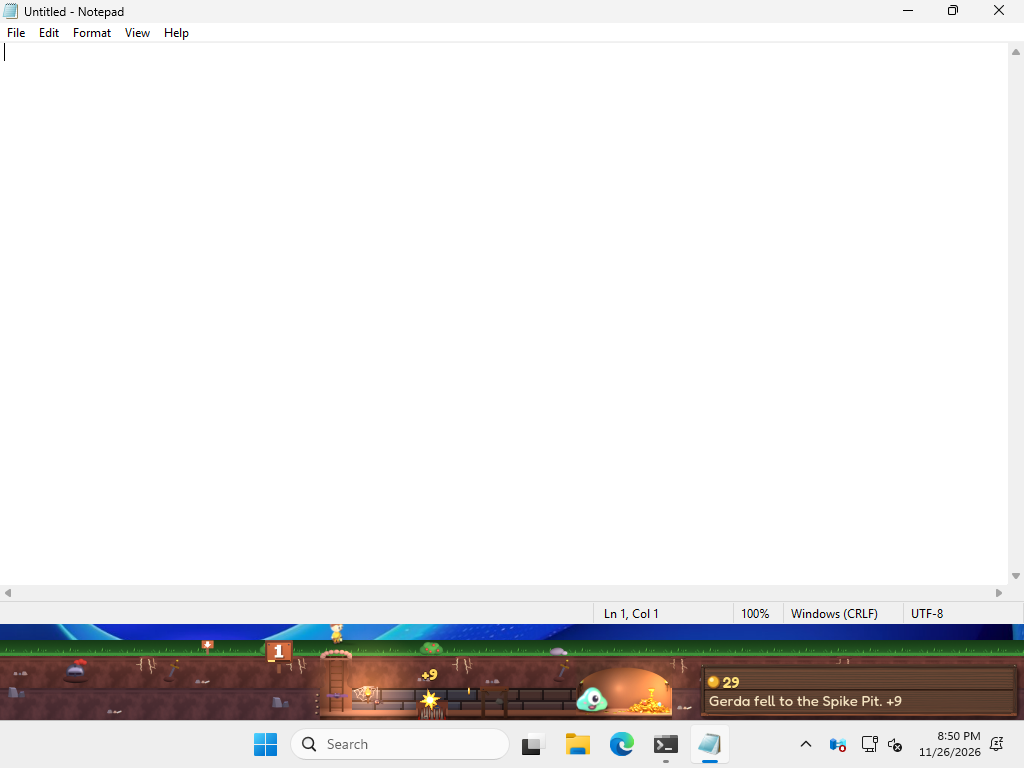 Untitled - Notepad
File Edit Format View Help
Ln 1, Col 1 100% Windows (CRLF) UTF-8
1
+9
29
Gerda fell to the Spike Pit. +9
Search
8:50 PM
11/26/2026